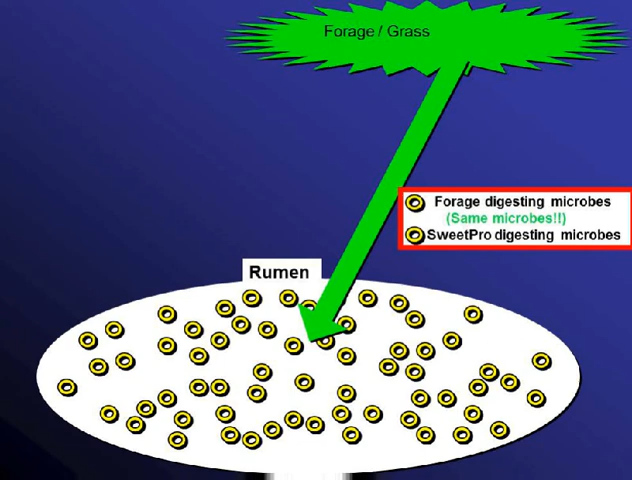 Forage / Grass
Forage digesting microbes
(Same microbes!!)
SweetPro digesting microbes
Rumen